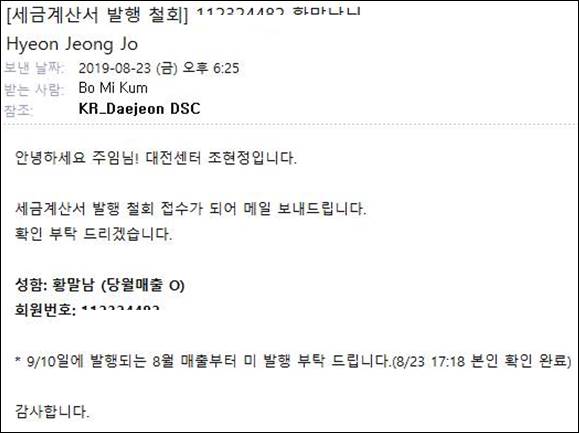 [세금계산서 발행 철회]
Hyeon Jeong Jo
보낸 날짜: 2019-08-23 (금) 오후 6:25
받는 사람: Bo Mi Kum
참조: KR_Daejeon DSC
안녕하세요 주임님! 대전센터 조현정입니다.
세금계산서 발행 철회 접수가 되어 메일 보내드립니다.
확인 부탁 드리겠습니다.
성함: 황말남 (당월매출 O)
회원번호:
* 9/10일에 발행되는 8월 매출부터 미 발행 부탁 드립니다.(8/23 17:18 본인 확인 완료)
감사합니다.